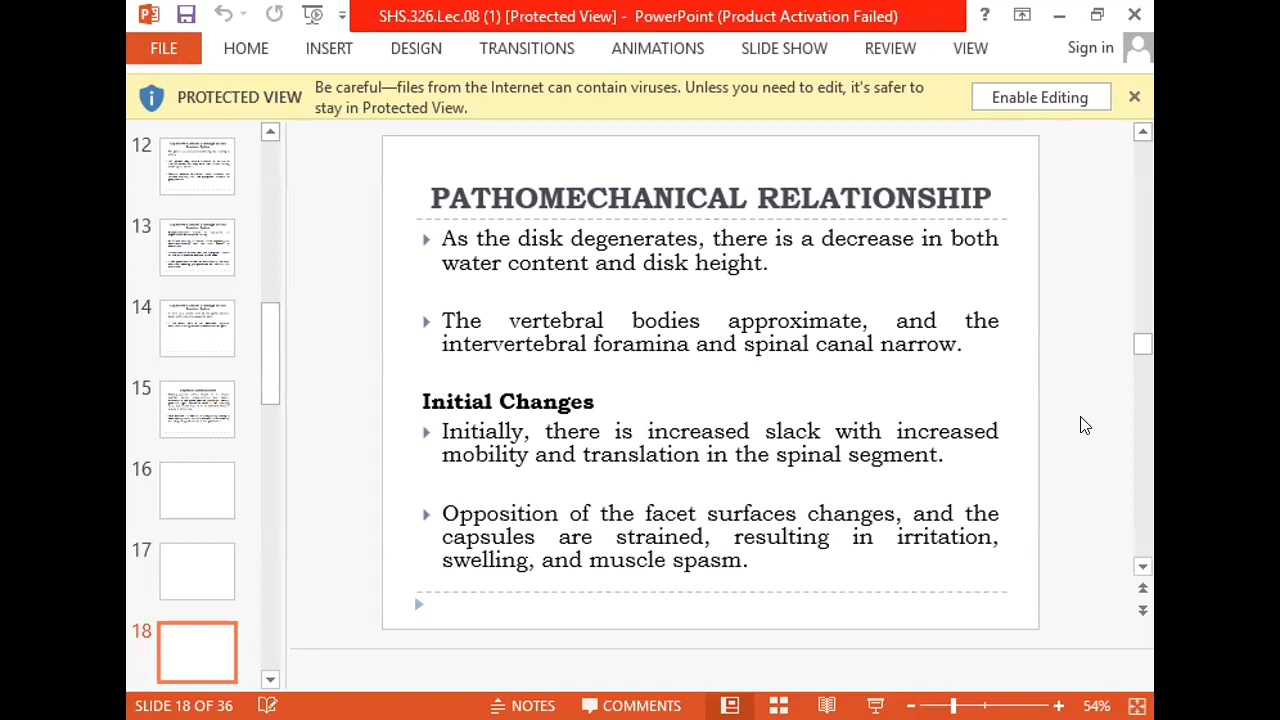 SHS.326.Lec.08 (1) [Protected View] - PowerPoint (Product Activation Failed)
FILE HOME INSERT DESIGN TRANSITIONS ANIMATIONS SLIDE SHOW REVIEW VIEW Sign in
PROTECTED VIEW Be careful—files from the Internet can contain viruses. Unless you need to edit, it's safer to
stay in Protected View.
Enable Editing
12
13
14
15
16
17
18
PATHOMECHANICAL RELATIONSHIP
As the disk degenerates, there is a decrease in both
water content and disk height.
The vertebral bodies approximate, and the
intervertebral foramina and spinal canal narrow.
Initial Changes
Initially, there is increased slack with increased
mobility and translation in the spinal segment.
Opposition of the facet surfaces changes, and the
capsules are strained, resulting in irritation,
swelling, and muscle spasm.
SLIDE 18 OF 36 NOTES COMMENTS 54%